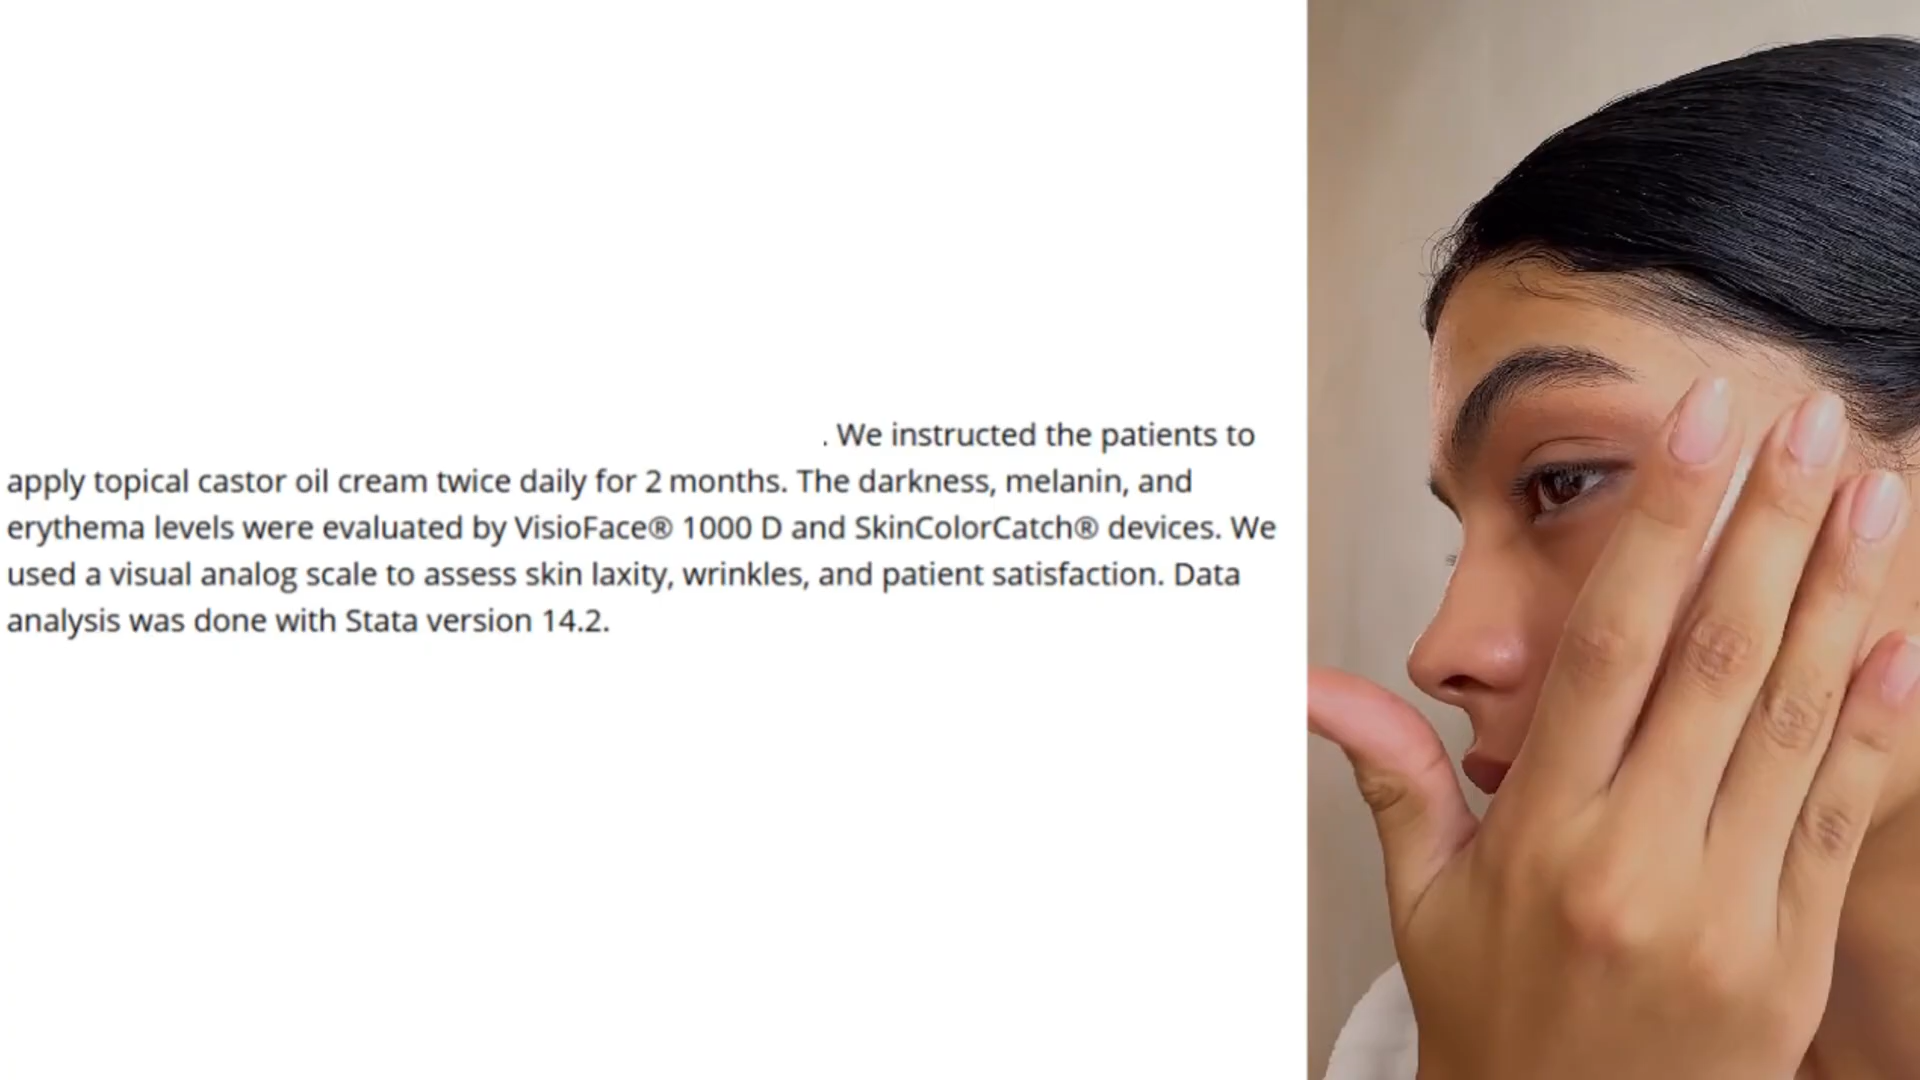 . We instructed the patients to
apply topical castor oil cream twice daily for 2 months. The darkness, melanin, and
erythema levels were evaluated by VisioFace® 1000 D and SkinColorCatch® devices. We
used a visual analog scale to assess skin laxity, wrinkles, and patient satisfaction. Data
analysis was done with Stata version 14.2.